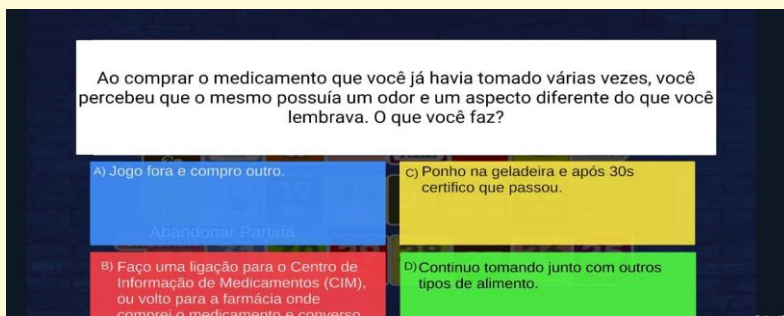 Ao comprar o medicamento que você já havia tomado várias vezes, você
percebeu que o mesmo possuía um odor e um aspecto diferente do que você
lembrava. O que você faz?
A) Jogo fora e compro outro.
C) Ponho na geladeira e após 30s
certifico que passou.
Abandonar Partida
B) Faço uma ligação para o Centro de
Informação de Medicamentos (CIM),
ou volto para a farmácia onde
comprei o medicamento e converso
D) Continuo tomando junto com outros
tipos de alimento.